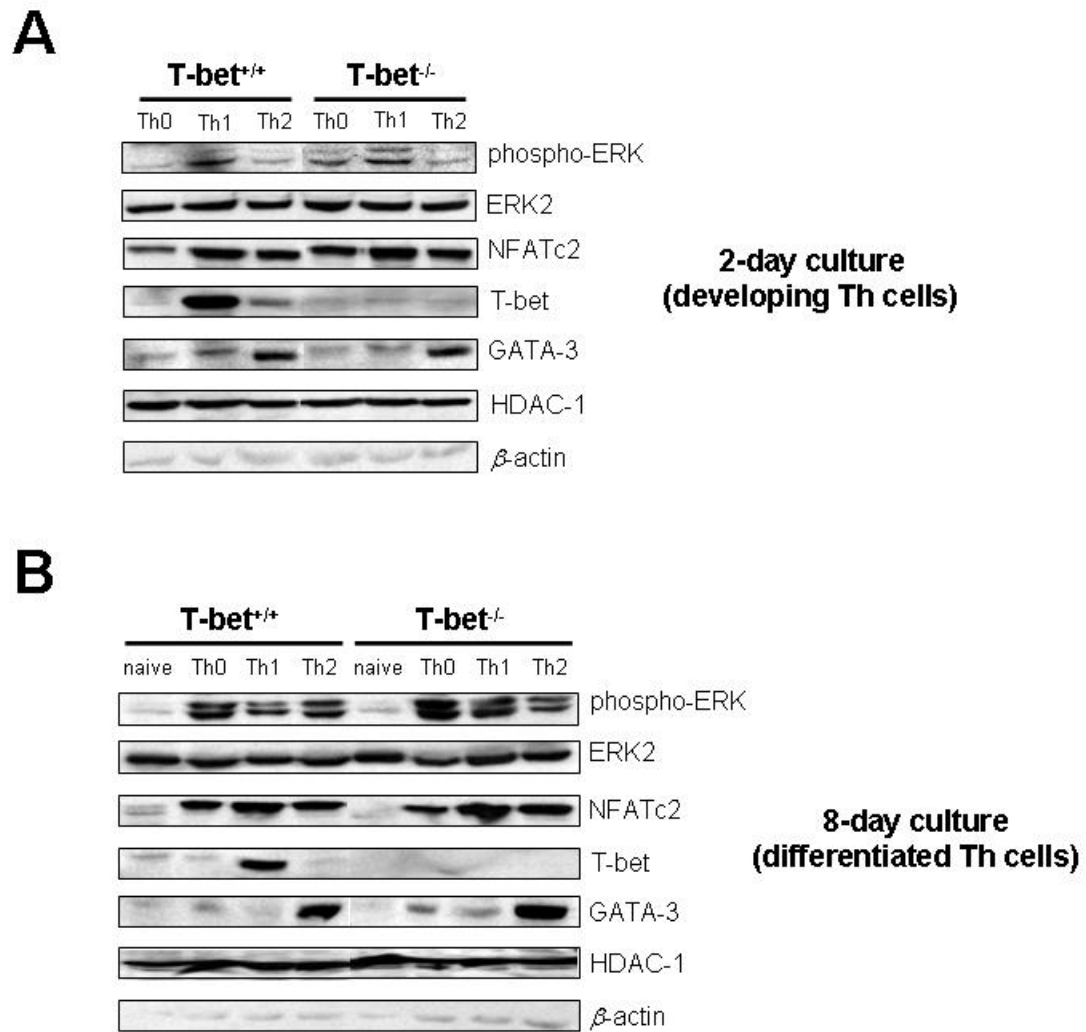 A
T-bet+/+ T-bet-/-
Th0 Th1 Th2 Th0 Th1 Th2
phospho-ERK
ERK2
NFATc2
T-bet
GATA-3
HDAC-1
β-actin
2-day culture
(developing Th cells)
B
T-bet+/+ T-bet-/-
naive Th0 Th1 Th2 naive Th0 Th1 Th2
phospho-ERK
ERK2
NFATc2
T-bet
GATA-3
HDAC-1
β-actin
8-day culture
(differentiated Th cells)